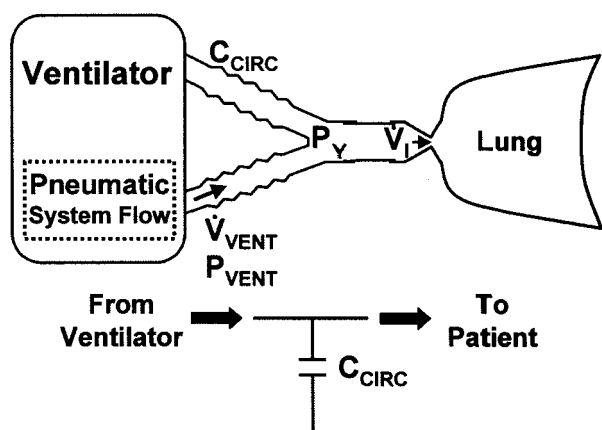 C_CIRC
Ventilator
P_Y
V̇_I
Lung
Pneumatic
System Flow
V̇_VENT
P_VENT
From
Ventilator
To
Patient
C_CIRC